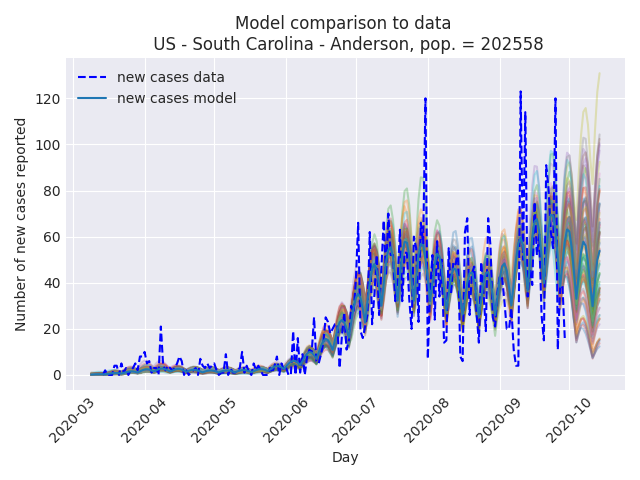 Model comparison to data
US - South Carolina - Anderson, pop. = 202558
new cases data
new cases model
Number of new cases reported
120
100
80
60
40
20
0
2020-03
2020-04
2020-05
2020-06
2020-07
2020-08
2020-09
2020-10
Day